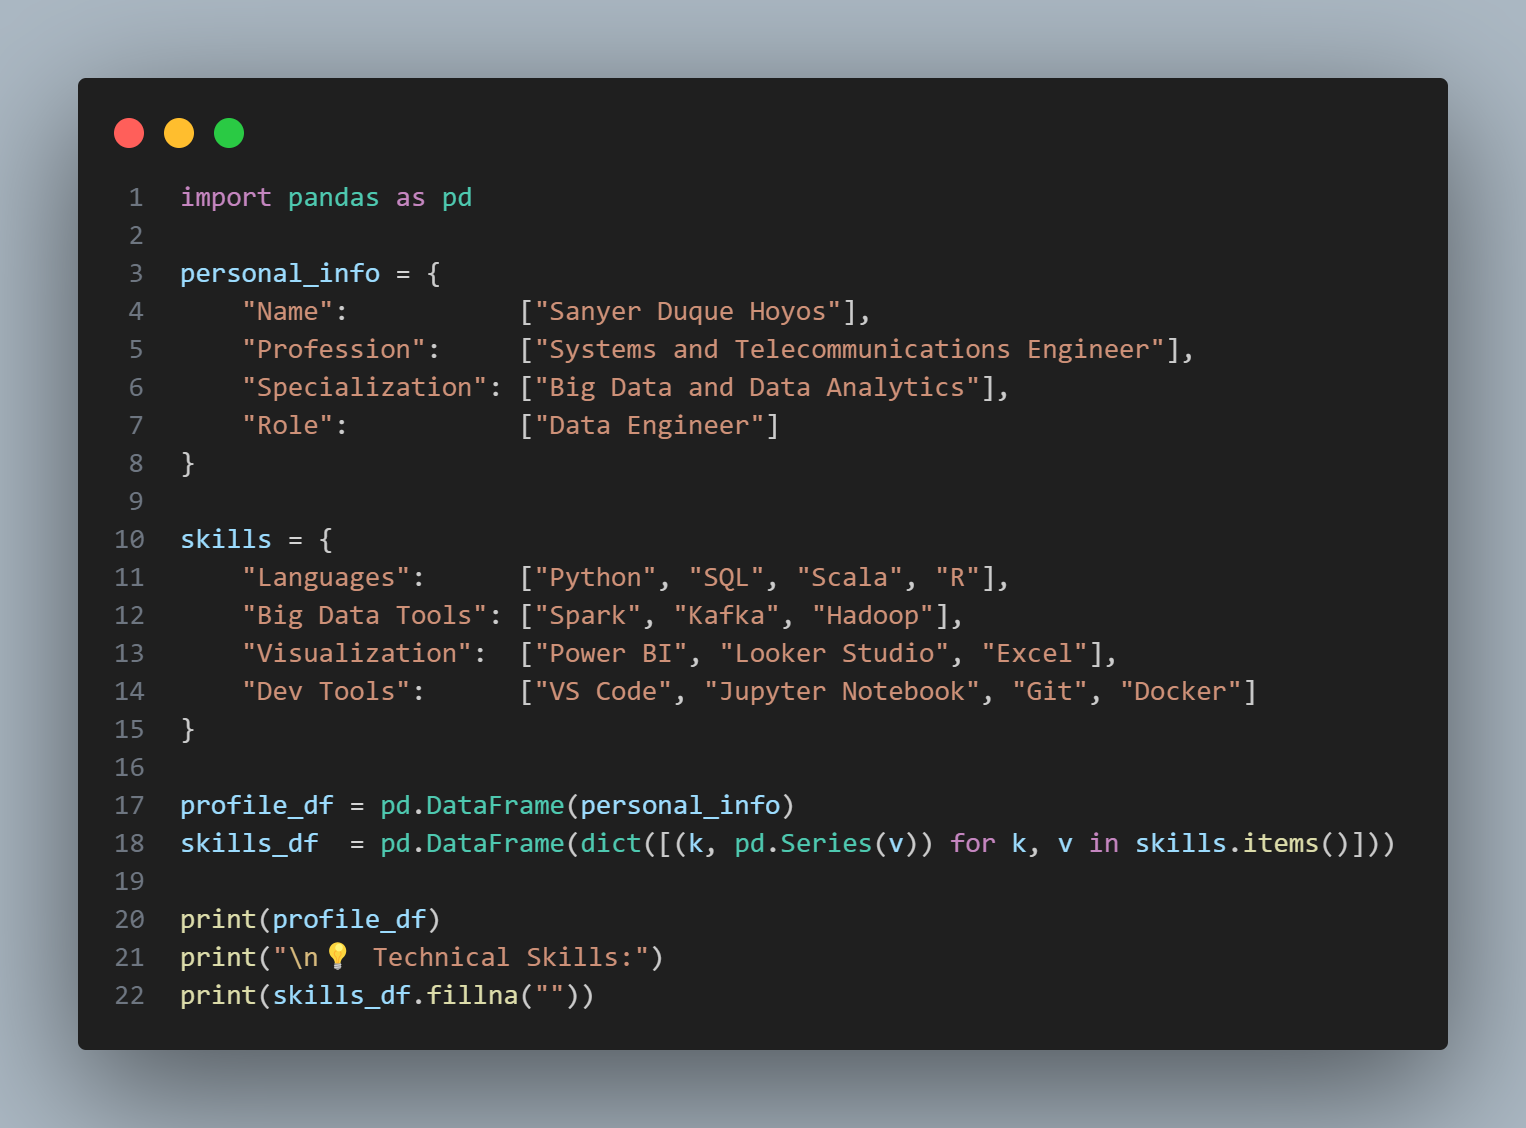 1 import pandas as pd
2
3 personal_info = {
4     "Name":           ["Sanyer Duque Hoyos"],
5     "Profession":     ["Systems and Telecommunications Engineer"],
6     "Specialization": ["Big Data and Data Analytics"],
7     "Role":           ["Data Engineer"]
8 }
9
10 skills = {
11     "Languages":      ["Python", "SQL", "Scala", "R"],
12     "Big Data Tools": ["Spark", "Kafka", "Hadoop"],
13     "Visualization":  ["Power BI", "Looker Studio", "Excel"],
14     "Dev Tools":      ["VS Code", "Jupyter Notebook", "Git", "Docker"]
15 }
16
17 profile_df = pd.DataFrame(personal_info)
18 skills_df  = pd.DataFrame(dict([(k, pd.Series(v)) for k, v in skills.items()]))
19
20 print(profile_df)
21 print("\n💡 Technical Skills:")
22 print(skills_df.fillna(""))